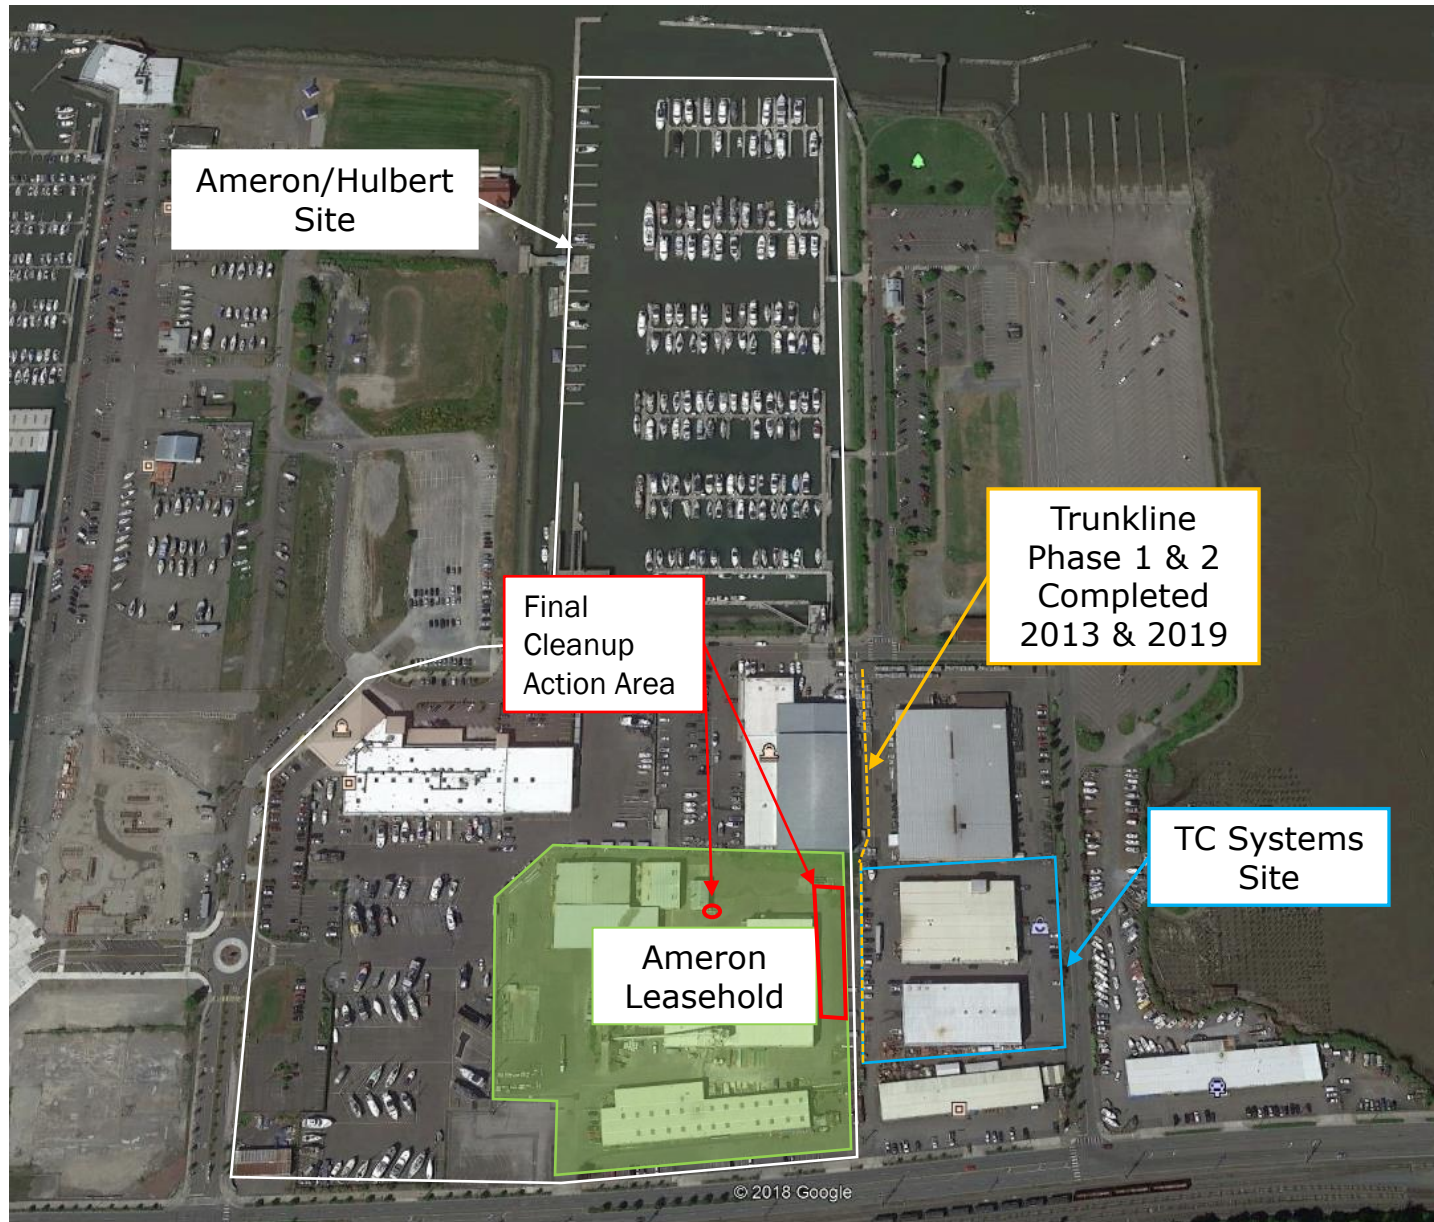 Ameron/Hulbert
Site
Trunkline
Phase 1 & 2
Completed
2013 & 2019
Final
Cleanup
Action Area
TC Systems
Site
Ameron
Leasehold
© 2018 Google